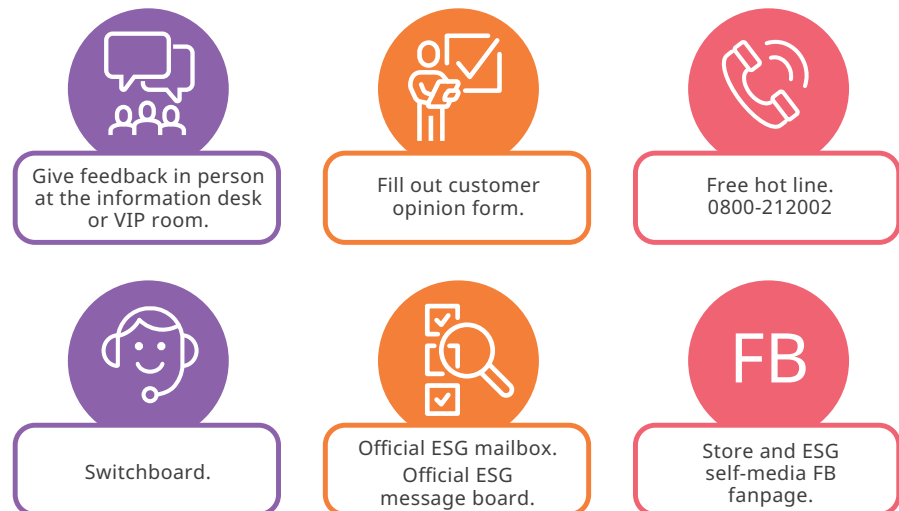 Give feedback in person
at the information desk
or VIP room.
Fill out customer
opinion form.
Free hot line.
0800-212002
Switchboard.
Official ESG mailbox.
Official ESG
message board.
FB
Store and ESG
self-media FB
fanpage.